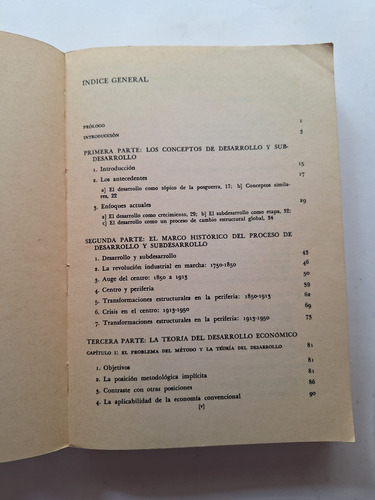 INDICE GENERAL
PRÓLOGO 1
INTRODUCCIÓN 3
PRIMERA PARTE: LOS CONCEPTOS DE DESARROLLO Y SUB-
DESARROLLO
1. Introducción 15
2. Los antecedentes 17
a] El desarrollo como tópico de la posguerra, 17; b] Conceptos simila-
res, 22
3. Enfoques actuales 29
a] El desarrollo como crecimiento, 29; b] El subdesarrollo como etapa, 32;
c] El desarrollo como un proceso de cambio estructural global, 34
SEGUNDA PARTE: EL MARCO HISTÓRICO DEL PROCESO DE
DESARROLLO Y SUBDESARROLLO
1. Desarrollo y subdesarrollo 43
2. La revolución industrial en marcha: 1750-1850 46
3. Auge del centro: 1850 a 1913 50
4. Centro y periferia 59
5. Transformaciones estructurales en la periferia: 1850-1913 62
6. Crisis en el centro: 1913-1950 69
7. Transformaciones estructurales en la periferia: 1913-1950 73
TERCERA PARTE: LA TEORÍA DEL DESARROLLO ECONÓMICO
CAPÍTULO I: EL PROBLEMA DEL MÉTODO Y LA TEORÍA DEL DESARROLLO 81
1. Objetivos 81
2. La posición metodológica implícita 81
3. Contraste con otras posiciones 86
4. La aplicabilidad de la economía convencional 90
[v]